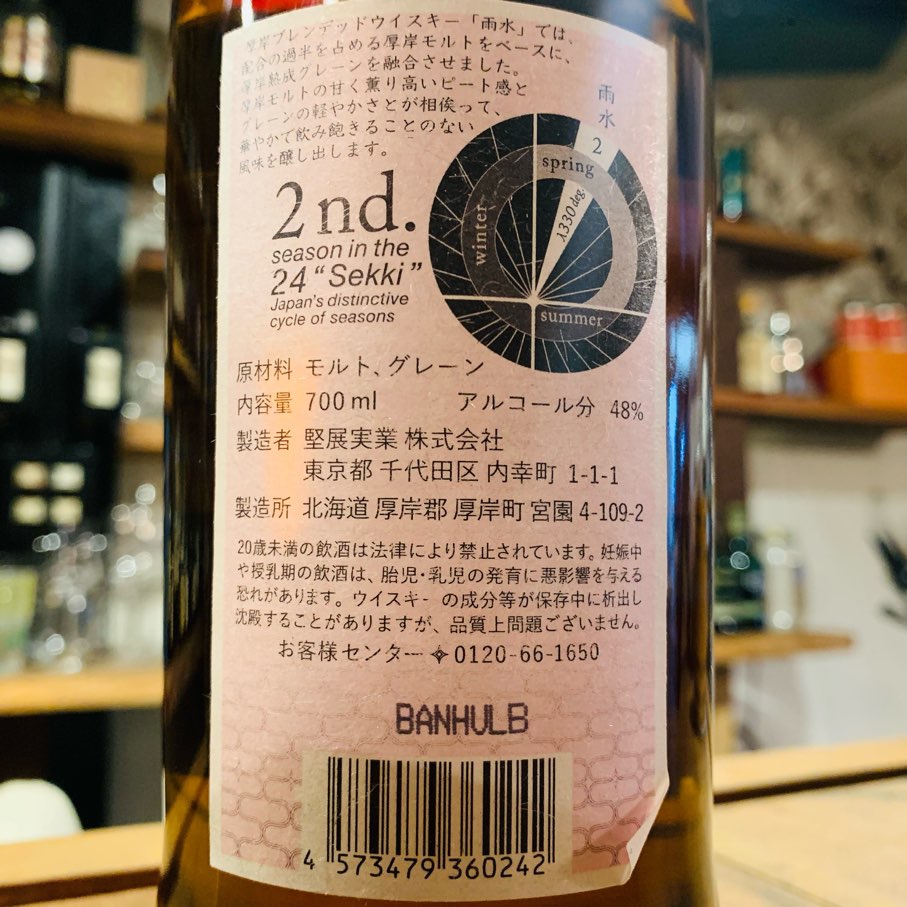 厚岸ブレンデッドウイスキー「雨水」では、
配合の過半を占める厚岸モルトをベースに、
厚岸熟成グレーンを融合させました。
厚岸モルトの甘く薫り高いピート感と
グレーンの軽やかさとが相俟って、
華やかで飲み飽きることのない
風味を醸し出します。
雨水
2
spring
λ330deg
winter
summer
2nd.
season in the
24 “Sekki”
Japan's distinctive
cycle of seasons
原材料 モルト、グレーン
内容量 700ml アルコール分 48%
製造者 堅展実業 株式会社
東京都 千代田区 内幸町 1-1-1
製造所 北海道 厚岸郡 厚岸町 宮園 4-109-2
20歳未満の飲酒は法律により禁止されています。妊娠中
や授乳期の飲酒は、胎児・乳児の発育に悪影響を与える
恐れがあります。ウイスキ- の成分等が保存中に析出し
沈殿することがありますが、品質上問題ございません。
お客様センター 0120-66-1650
BANHULB
4 573479 360242